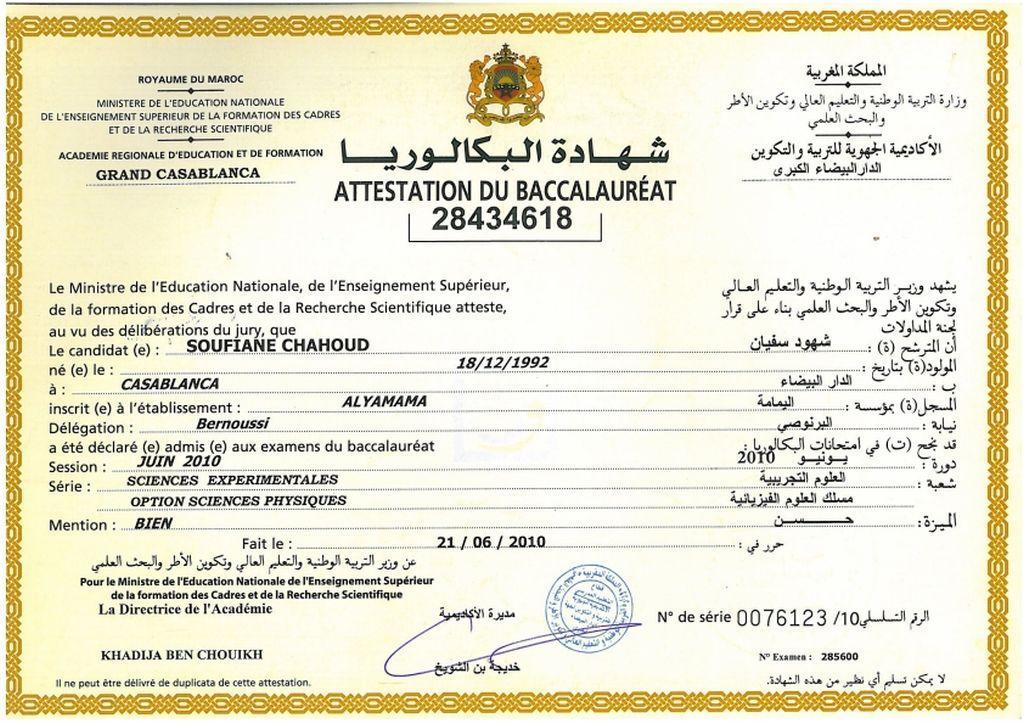 ROYAUME DU MAROC
MINISTERE DE L'EDUCATION NATIONALE
DE L'ENSEIGNEMENT SUPERIEUR DE LA FORMATION DES CADRES
ET DE LA RECHERCHE SCIENTIFIQUE
ACADEMIE REGIONALE D'EDUCATION ET DE FORMATION
GRAND CASABLANCA
المملكة المغربية
وزارة التربية الوطنية والتعليم العالي وتكوين الأطر
والبحث العلمي
الأكاديمية الجهوية للتربية والتكوين
الدارالبيضاء الكبرى
شهادة البكالوريا
ATTESTATION DU BACCALAURÉAT
28434618
Le Ministre de l'Education Nationale, de l'Enseignement Supérieur,
de la formation des Cadres et de la Recherche Scientifique atteste,
au vu des délibérations du jury, que
Le candidat (e) : SOUFIANE CHAHOUD
né (e) le : 18/12/1992
à : CASABLANCA
inscrit (e) à l'établissement : ALYAMAMA
Délégation : Bernoussi
a été déclaré (e) admis (e) aux examens du baccalauréat
Session : JUIN 2010
Série : SCIENCES EXPERIMENTALES
OPTION SCIENCES PHYSIQUES
Mention : BIEN
يشهد وزير التربية الوطنية والتعليم العالي
وتكوين الأطر والبحث العلمي بناء على قرار
لجنة المداولات
أن المترشح (ة) : شهود سفيان
المولود(ة) بتاريخ :
ب : الدار البيضاء
المسجل(ة) بمؤسسة : اليمامة
نيابة : البرنوصي
قد نجح (ت) في امتحانات البكالوريا :
دورة : يونيو 2010
شعبة : العلوم التجريبية
مسلك العلوم الفيزيائية
الميزة : حسن
Fait le : 21 / 06 / 2010 حرر في :
عن وزير التربية الوطنية والتعليم العالي وتكوين الأطر والبحث العلمي
Pour le Ministre de l'Education Nationale de l'Enseignement Supérieur
de la formation des Cadres et de la Recherche Scientifique
La Directrice de l'Académie مديرة الأكاديمية
KHADIJA BEN CHOUIKH خديجة بن الشويخ
N° de série 0076123 /10 الرقم التسلسلي
N° Examen : 285600
Il ne peut être délivré de duplicata de cette attestation.
لا يمكن تسليم أي نظير من هذه الشهادة.